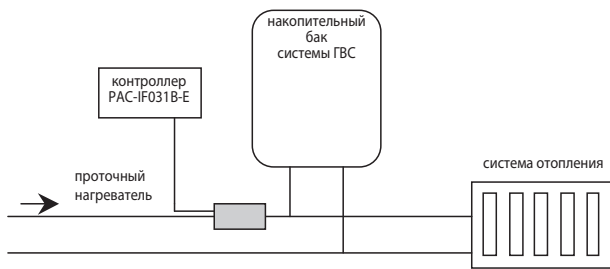 накопительный
бак
системы ГВС
контроллер
PAC-IF031B-E
проточный
нагреватель
система отопления